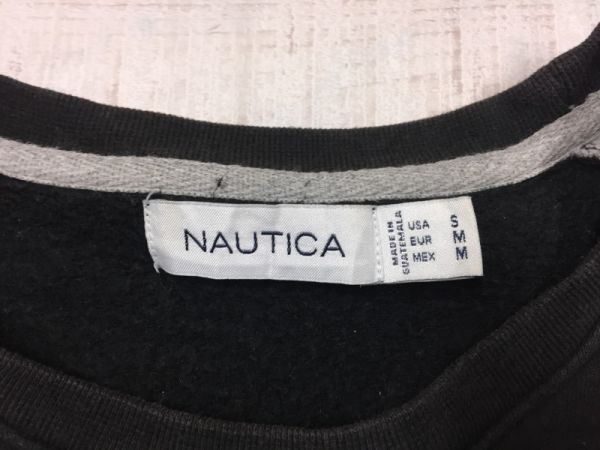 NAUTICA
MADE IN
GUATEMALA
USA S
EUR M
MEX M